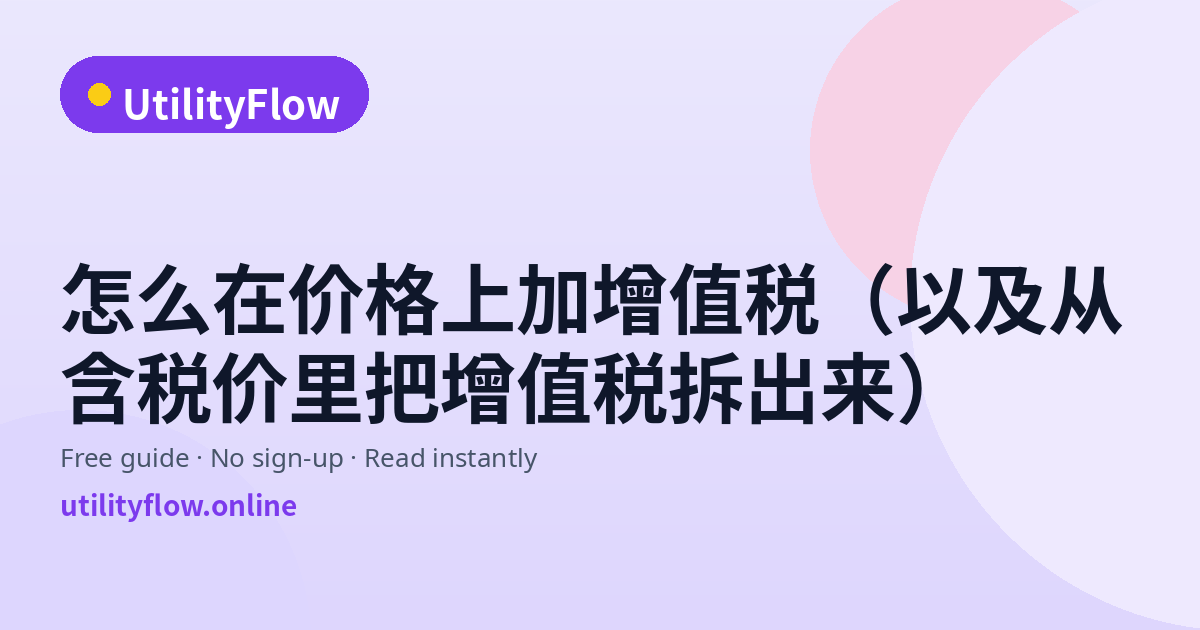 UtilityFlow
怎么在价格上加增值税（以及从
含税价里把增值税拆出来）
Free guide · No sign-up · Read instantly
utilityflow.online